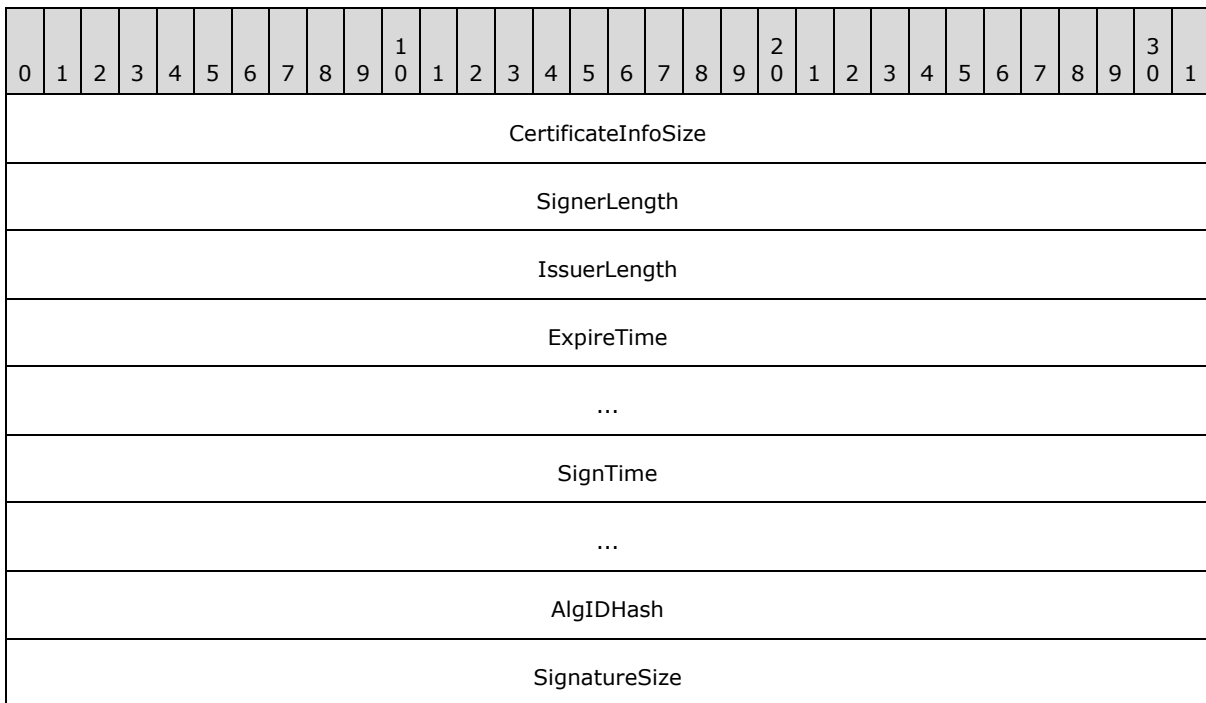 1 2 3
0 1 2 3 4 5 6 7 8 9 0 1 2 3 4 5 6 7 8 9 0 1 2 3 4 5 6 7 8 9 0 1
CertificateInfoSize
SignerLength
IssuerLength
ExpireTime
...
SignTime
...
AlgIDHash
SignatureSize